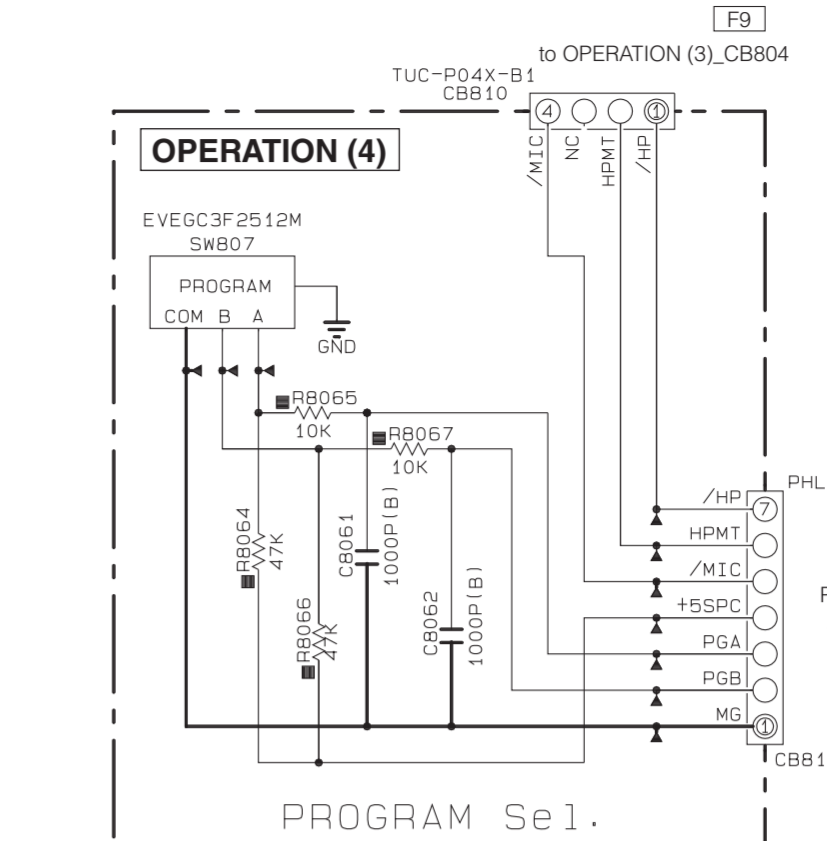 F9
to OPERATION (3)_CB804
TUC-P04X-B1
CB810
4
1
/MIC
NC
HPMT
/HP
OPERATION (4)
EVEGC3F2512M
SW807
PROGRAM
COM B A
GND
R8065
10K
R8067
10K
R8064
47K
R8066
47K
C8061
1000P(B)
C8062
1000P(B)
PHL
/HP
7
HPMT
/MIC
+5SPC
PGA
PGB
MG
1
CB81
PROGRAM Sel.